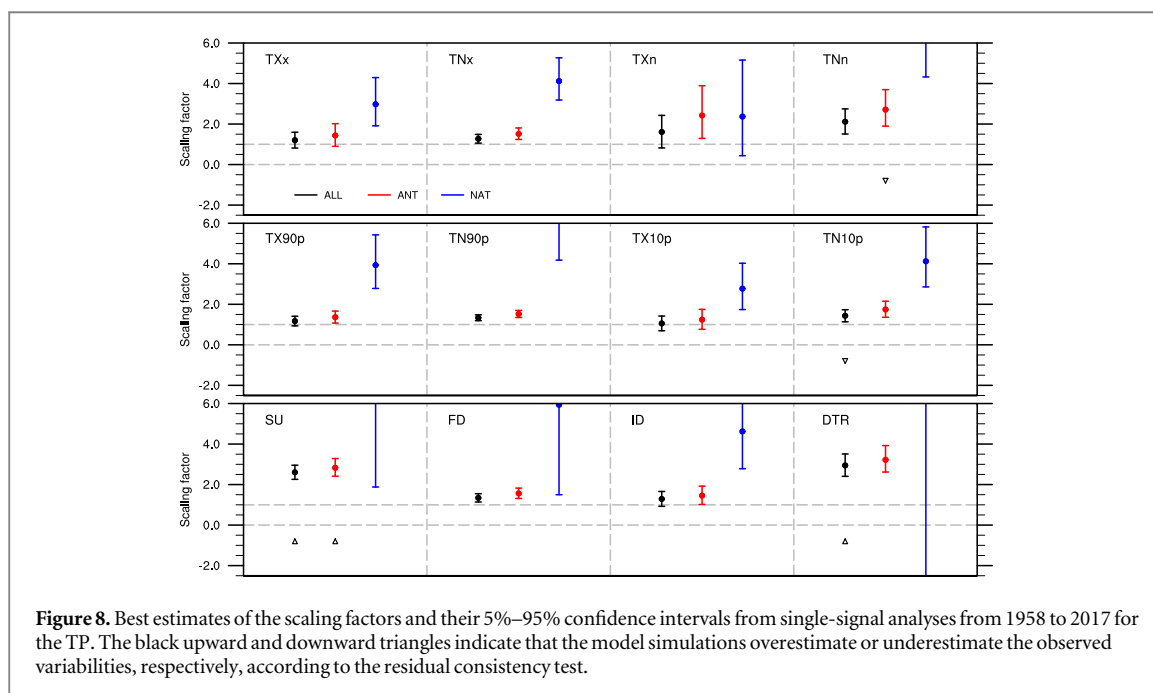 6.0
4.0
2.0
0.0
-2.0
Scaling factor
TXx
TNx
TXn
TNn
ALL
ANT
NAT
6.0
4.0
2.0
0.0
-2.0
Scaling factor
TX90p
TN90p
TX10p
TN10p
6.0
4.0
2.0
0.0
-2.0
Scaling factor
SU
FD
ID
DTR
Figure 8. Best estimates of the scaling factors and their 5%–95% confidence intervals from single-signal analyses from 1958 to 2017 for
the TP. The black upward and downward triangles indicate that the model simulations overestimate or underestimate the observed
variabilities, respectively, according to the residual consistency test.